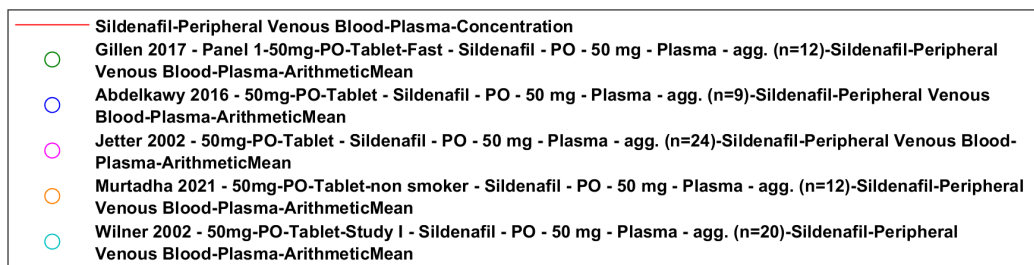 Sildenafil-Peripheral Venous Blood-Plasma-Concentration
Gillen 2017 - Panel 1-50mg-PO-Tablet-Fast - Sildenafil - PO - 50 mg - Plasma - agg. (n=12)-Sildenafil-Peripheral
Venous Blood-Plasma-ArithmeticMean
Abdelkawy 2016 - 50mg-PO-Tablet - Sildenafil - PO - 50 mg - Plasma - agg. (n=9)-Sildenafil-Peripheral Venous
Blood-Plasma-ArithmeticMean
Jetter 2002 - 50mg-PO-Tablet - Sildenafil - PO - 50 mg - Plasma - agg. (n=24)-Sildenafil-Peripheral Venous Blood-
Plasma-ArithmeticMean
Murtadha 2021 - 50mg-PO-Tablet-non smoker - Sildenafil - PO - 50 mg - Plasma - agg. (n=12)-Sildenafil-Peripheral
Venous Blood-Plasma-ArithmeticMean
Wilner 2002 - 50mg-PO-Tablet-Study I - Sildenafil - PO - 50 mg - Plasma - agg. (n=20)-Sildenafil-Peripheral
Venous Blood-Plasma-ArithmeticMean